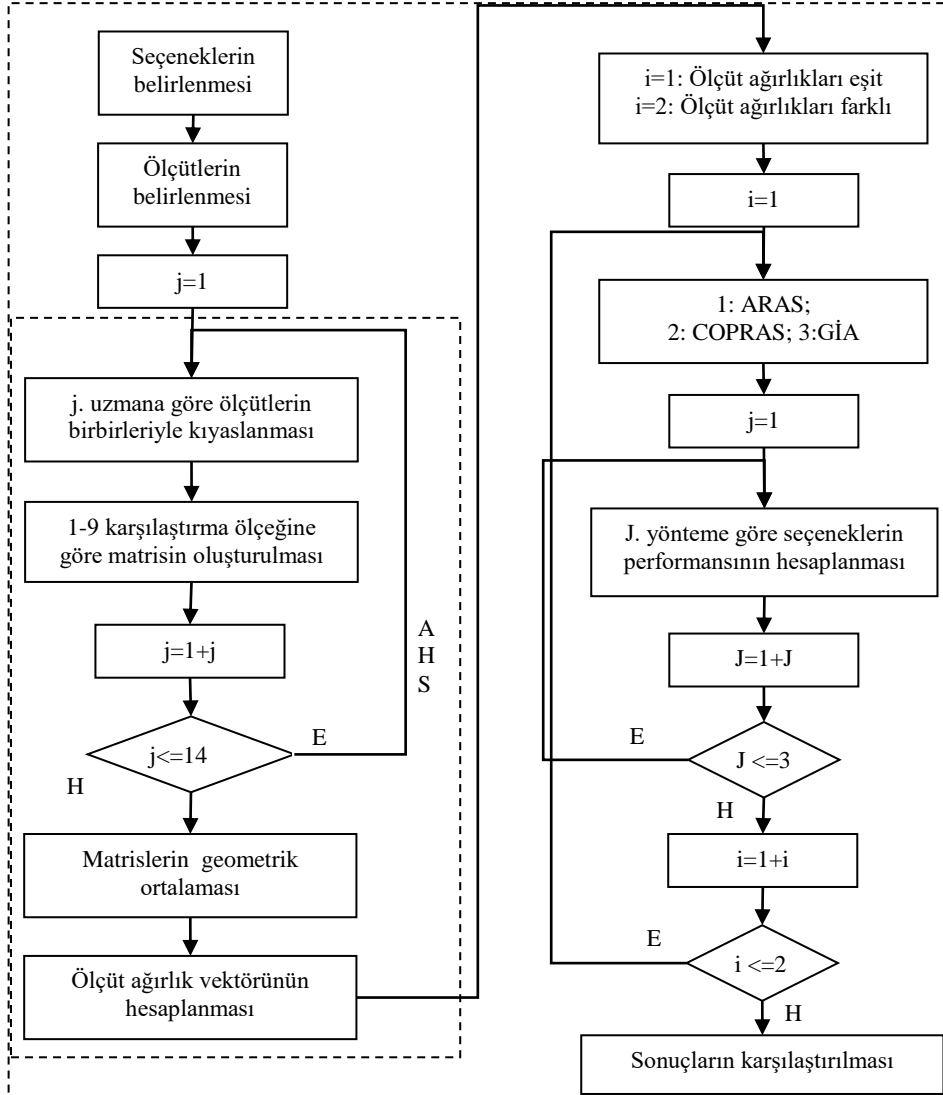 Seçeneklerin
belirlenmesi
Ölçütlerin
belirlenmesi
j=1
j. uzmana göre ölçütlerin
birbirleriyle kıyaslanması
1-9 karşılaştırma ölçeğine
göre matrisin oluşturulması
j=1+j
A
H
S
j<=14
E
H
Matrislerin geometrik
ortalaması
Ölçüt ağırlık vektörünün
hesaplanması
i=1: Ölçüt ağırlıkları eşit
i=2: Ölçüt ağırlıkları farklı
i=1
1: ARAS;
2: COPRAS; 3:GİA
j=1
J. yönteme göre seçeneklerin
performansının hesaplanması
J=1+J
E
J <=3
H
i=1+i
E
i <=2
H
Sonuçların karşılaştırılması